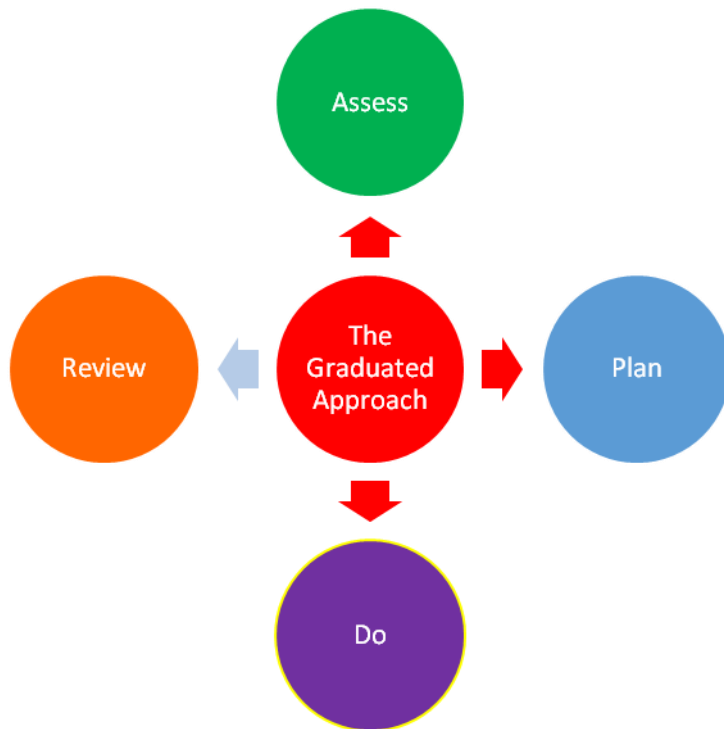 Assess
Review
The
Graduated
Approach
Plan
Do